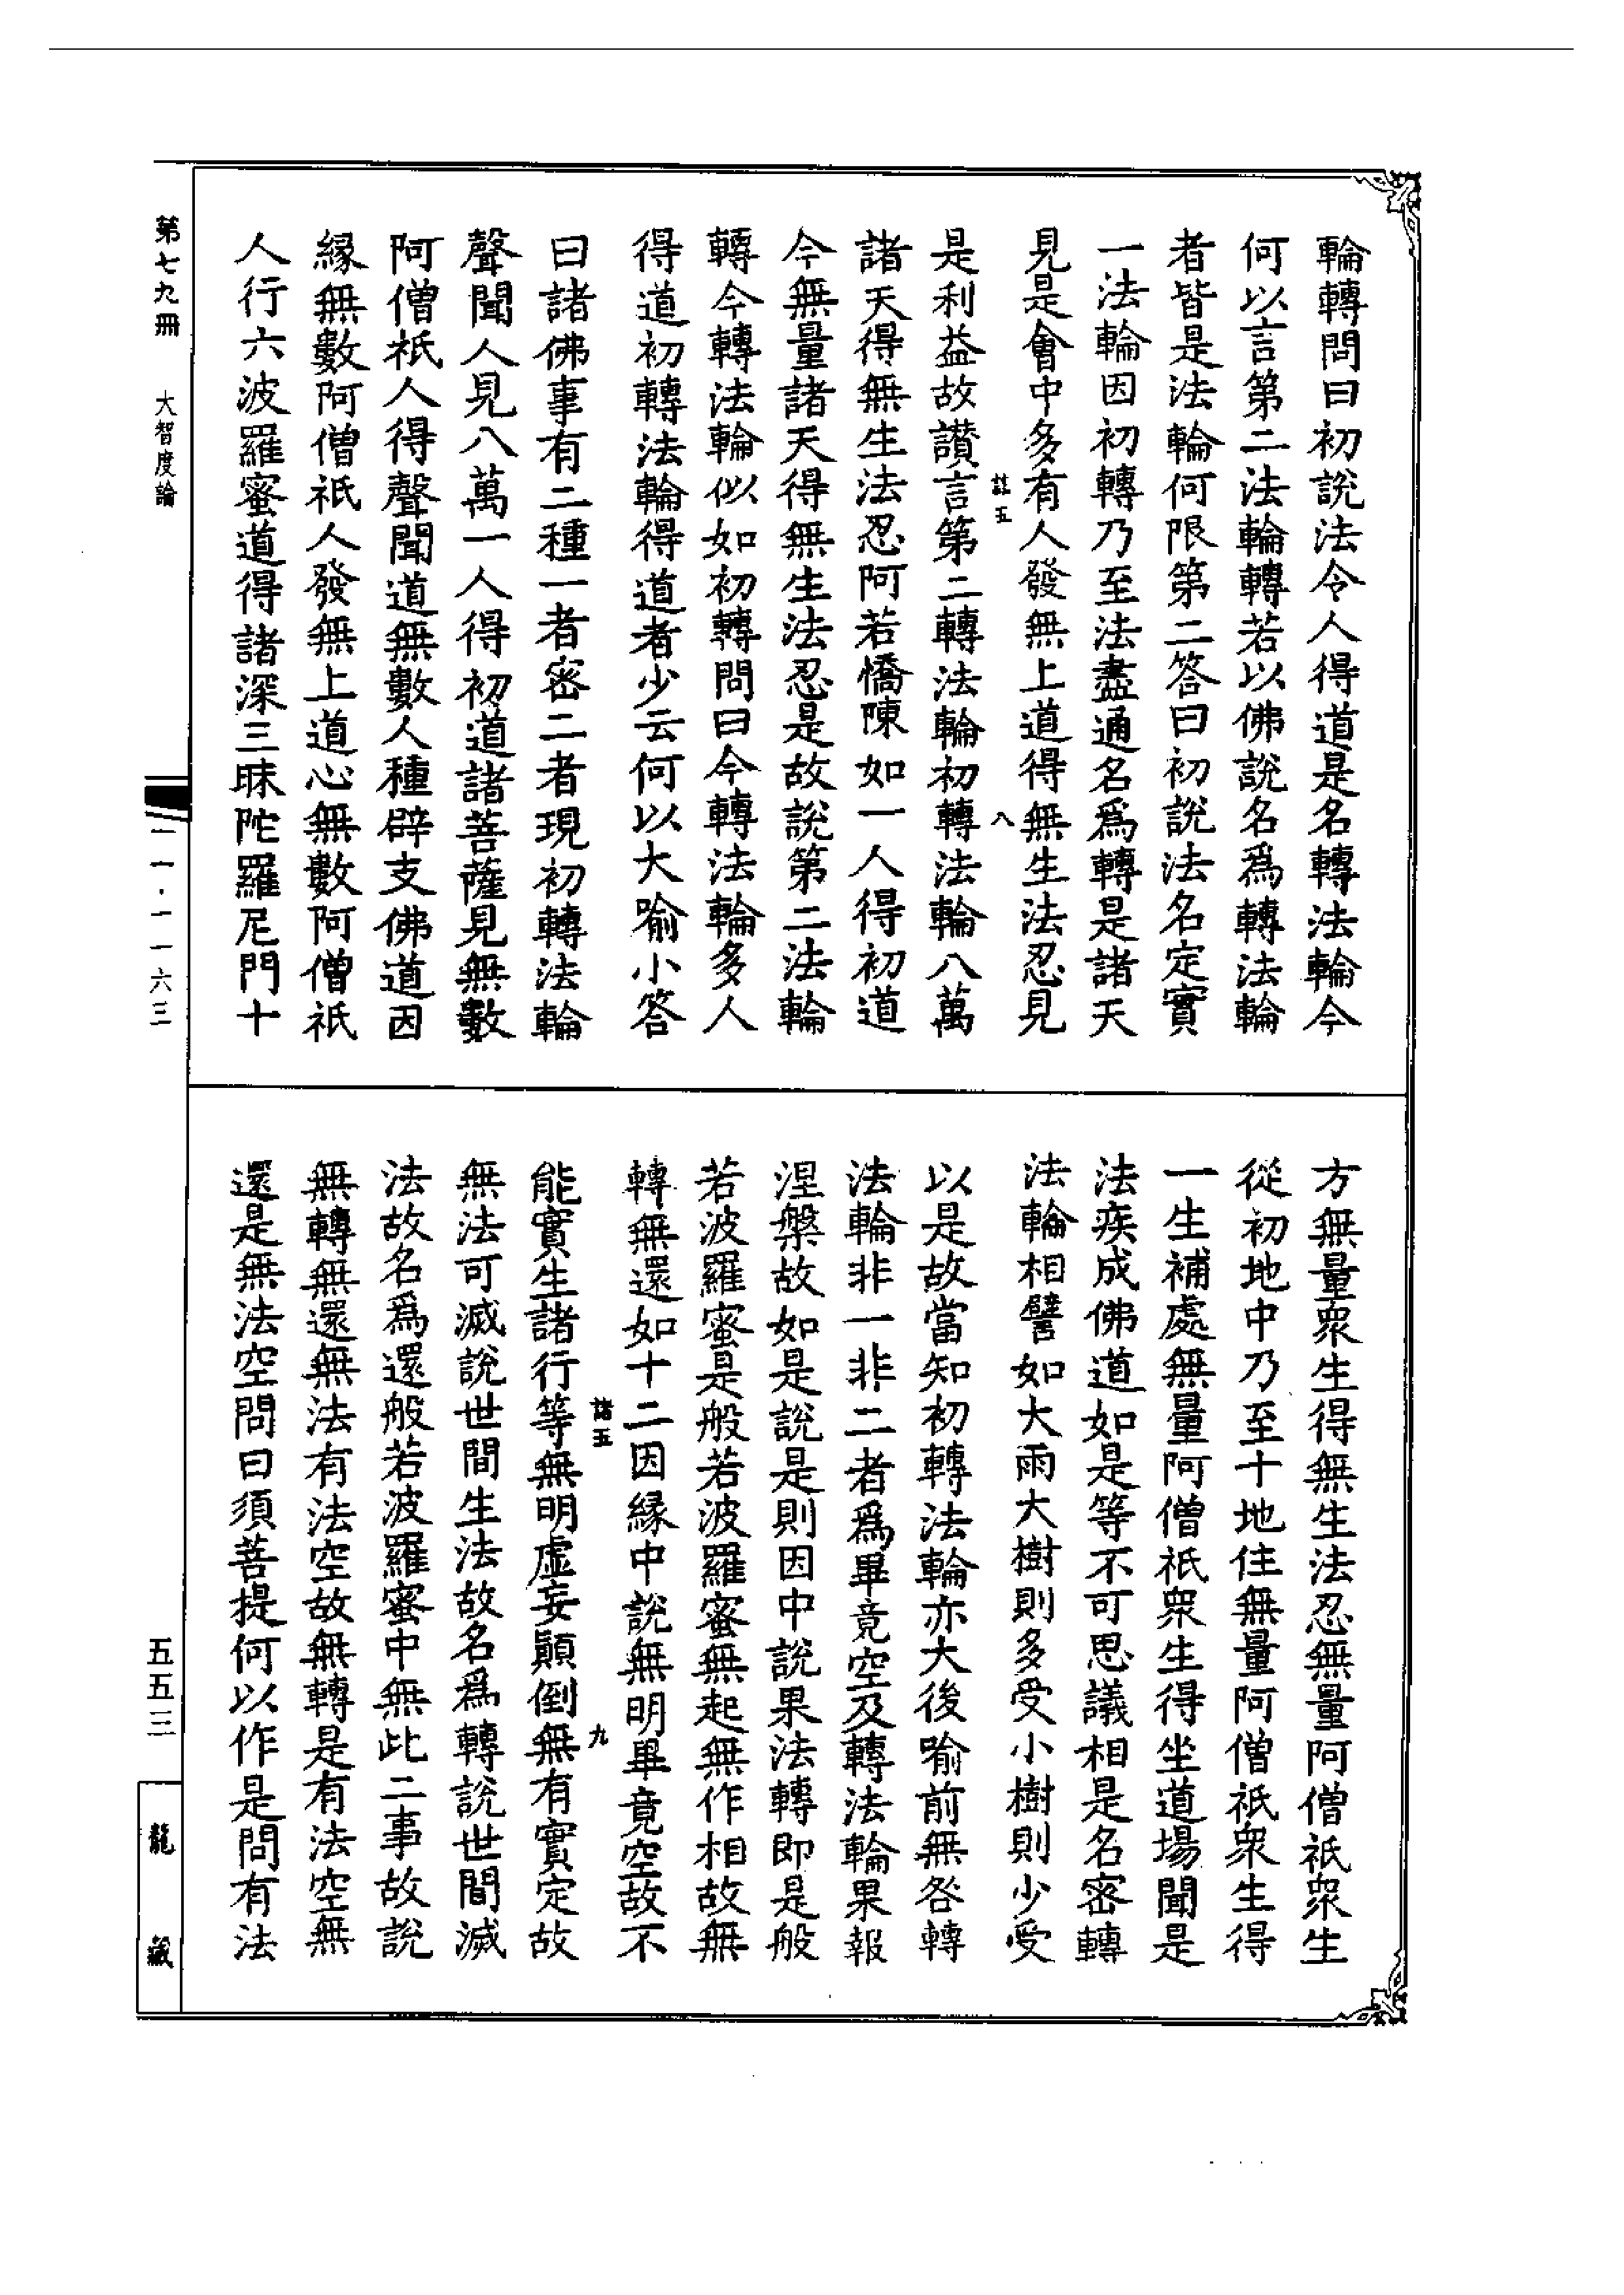 輪轉問曰初說法令人得道是名轉法輪今
何以言第二法輪轉若以佛說名爲轉法輪
者皆是法輪何限第二答曰初說法名定實
一法輪因初轉乃至法盡通名爲轉是諸天
見是會中多有人發無上道得無生法忍見
八
是利益故讚言第二轉法輪初轉法輪八萬
諸天得無生法忍阿若憍陳如一人得初道
今無量諸天得無生法忍是故說第二法輪
轉今轉法輪似如初轉問曰今轉法輪多人
得道初轉法輪得道者少云何以大喻小答
曰諸佛事有二種一者密二者現初轉法輪
聲聞人見八萬一人得初道諸菩薩見無數
阿僧祇人得聲聞道無數人種辟支佛道因
緣無數阿僧祇人發無上道心無數阿僧祇
人行六波羅蜜道得諸深三昧陀羅尼門十
方無量衆生得無生法忍無量阿僧祇衆生
從初地中乃至十地住無量阿僧祇衆生得
一生補處無量阿僧祇衆生得坐道場聞是
法疾成佛道如是等不可思議相是名密轉
法輪相譬如大雨大樹則多受小樹則少受
以是故當知初轉法輪亦大後喻前無咎轉
法輪非一非二者爲畢竟空及轉法輪果報
涅槃故如是說是則因中說果法轉即是般
若波羅蜜是般若波羅蜜無起無作相故無
轉無還如十二因緣中說無明畢竟空故不
諸五 九
能實生諸行等無明虛妄顚倒無有實定故
無法可滅說世間生法故名爲轉說世間滅
法故名爲還般若波羅蜜中無此二事故說
無轉無還無法有法空故無轉是有法空無
還是無法空問曰須菩提何以作是問有法
第七九冊 大智度論
一一·一一六三
五五三
龍藏